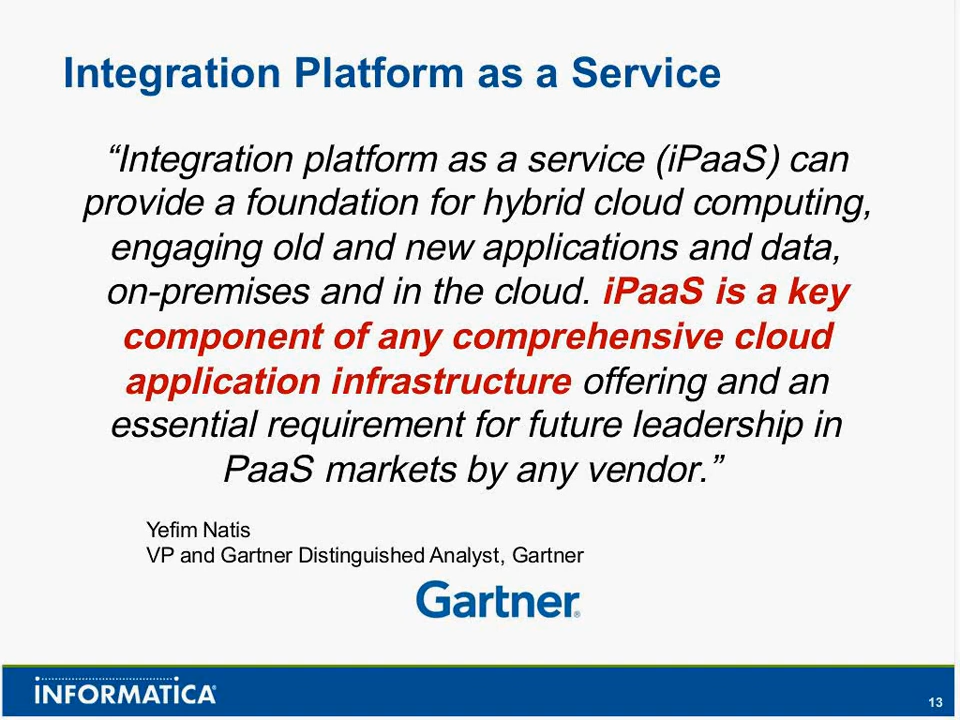 Integration Platform as a Service
“Integration platform as a service (iPaaS) can
provide a foundation for hybrid cloud computing,
engaging old and new applications and data,
on-premises and in the cloud. iPaaS is a key
component of any comprehensive cloud
application infrastructure offering and an
essential requirement for future leadership in
PaaS markets by any vendor.”
Yefim Natis
VP and Gartner Distinguished Analyst, Gartner
Gartner®
INFORMATICA®
13